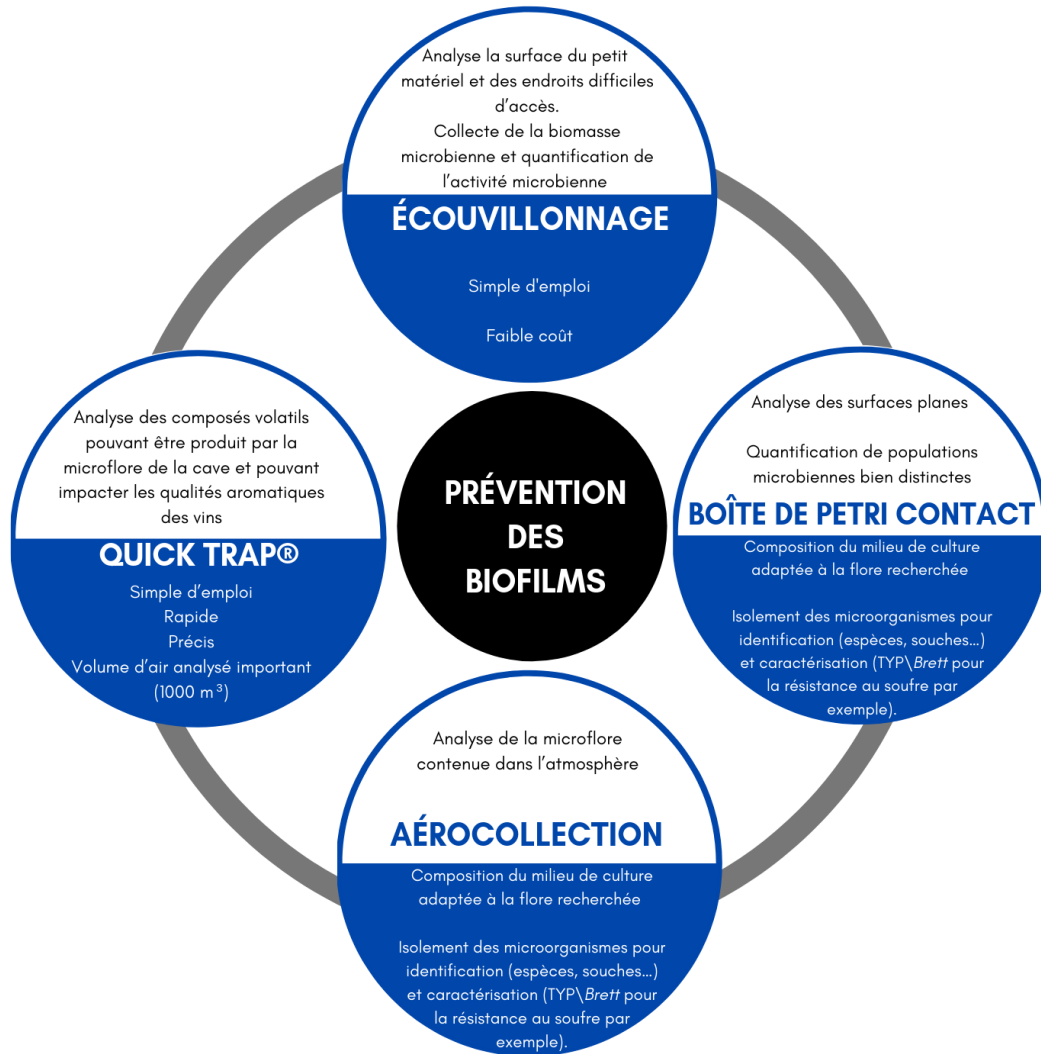 Analyse la surface du petit
matériel et des endroits difficiles
d'accès.
Collecte de la biomasse
microbienne et quantification de
l'activité microbienne
ÉCOUVILLONNAGE
Simple d'emploi
Faible coût
Analyse des composés volatils
pouvant être produit par la
microflore de la cave et pouvant
impacter les qualités aromatiques
des vins
QUICK TRAP®
Simple d'emploi
Rapide
Précis
Volume d'air analysé important
(1000 m³)
PRÉVENTION
DES
BIOFILMS
Analyse des surfaces planes
Quantification de populations
microbiennes bien distinctes
BOÎTE DE PETRI CONTACT
Composition du milieu de culture
adaptée à la flore recherchée
Isolement des microorganismes pour
identification (espèces, souches...)
et caractérisation (TYP\Brett pour
la résistance au soufre par
exemple).
Analyse de la microflore
contenue dans l'atmosphère
AÉROCOLLECTION
Composition du milieu de culture
adaptée à la flore recherchée
Isolement des microorganismes pour
identification (espèces, souches...)
et caractérisation (TYP\Brett pour
la résistance au soufre par
exemple).